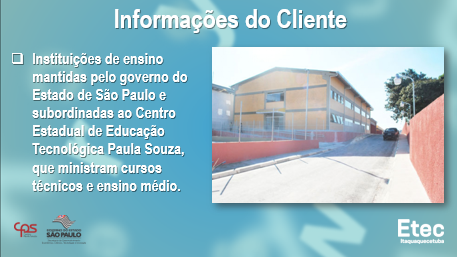 Informações do Cliente
Instituições de ensino
mantidas pelo governo do
Estado de São Paulo e
subordinadas ao Centro
Estadual de Educação
Tecnológica Paula Souza,
que ministram cursos
técnicos e ensino médio.
cps
SÃO PAULO
Etec
Itaquaquecetuba